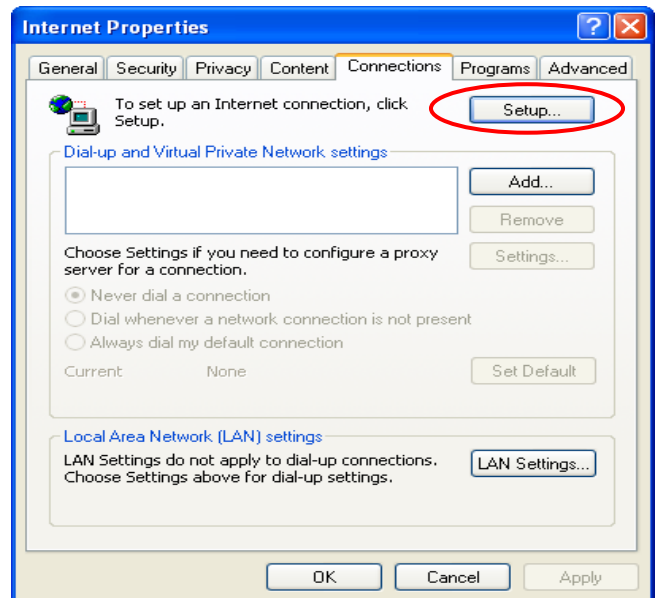 Internet Properties
General Security Privacy Content Connections Programs Advanced
To set up an Internet connection, click
Setup.
Setup...
Dial-up and Virtual Private Network settings
Add...
Remove
Choose Settings if you need to configure a proxy
server for a connection.
Settings...
Never dial a connection
Dial whenever a network connection is not present
Always dial my default connection
Current None
Set Default
Local Area Network (LAN) settings
LAN Settings do not apply to dial-up connections.
Choose Settings above for dial-up settings.
LAN Settings...
OK Cancel Apply